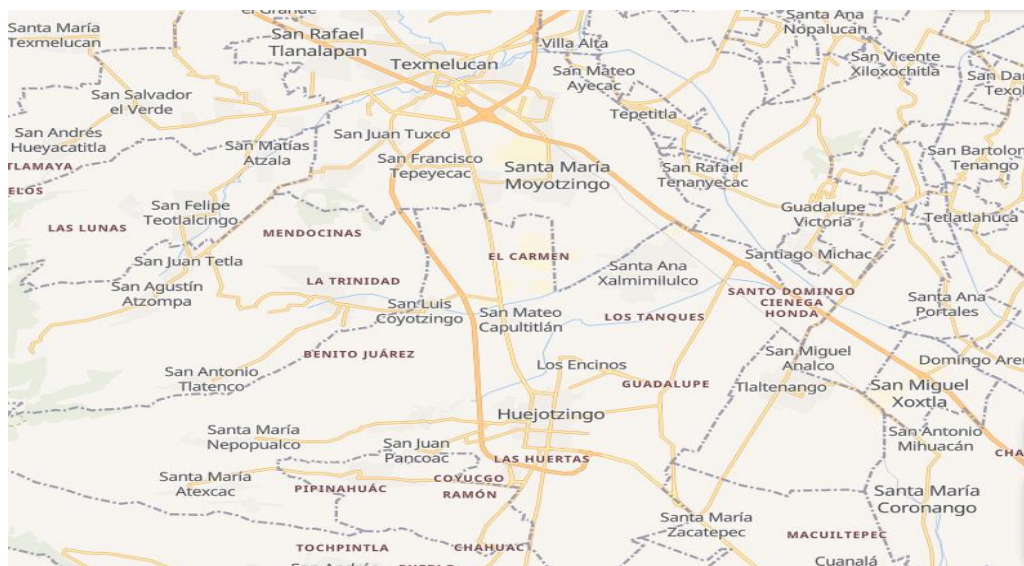 el Grande
Santa María
Texmelucan
San Rafael
Tlanalapan
Texmelucan
Villa Alta
Santa Ana
Nopalucan
San Vicente
Xiloxochitla
San Mateo
Ayecac
Tepetitla
San Salvador
el Verde
San Andrés
Hueyacatitla
San Matías
Atzala
San Juan Tuxco
San Francisco
Tepeyecac
Santa María
Moyotzingo
San Rafael
Tenanyecac
San Bartolom
Tenango
TLAMAYA
ELOS
San Felipe
Teotlalcingo
Guadalupe
Victoria
Tetlatlahuca
LAS LUNAS
MENDOCINAS
EL CARMEN
Santiago Michac
San Juan Tetla
Santa Ana
Xalmimilulco
LA TRINIDAD
San Agustín
Atzompa
SANTO DOMINGO
CIENEGA
HONDA
Santa Ana
Portales
San Luis
Coyotzingo
San Mateo
Capultitlán
LOS TANQUES
BENITO JUÁREZ
San Miguel
Analco
Domingo Aren
San Antonio
Tlatenco
Los Encinos
GUADALUPE
Tlaltenango
San Miguel
Xoxtla
Huejotzingo
Santa María
Nepopualco
San Juan
Pancoac
San Antonio
Mihuacán
CHA
LAS HUERTAS
Santa María
Atexcac
PIPINAHUÁC
COYUCGO
RAMÓN
Santa María
Coronango
Santa María
Zacatepec
MACUILTEPEC
TOCHPINTLA
CHAHUAC
Cuanalá